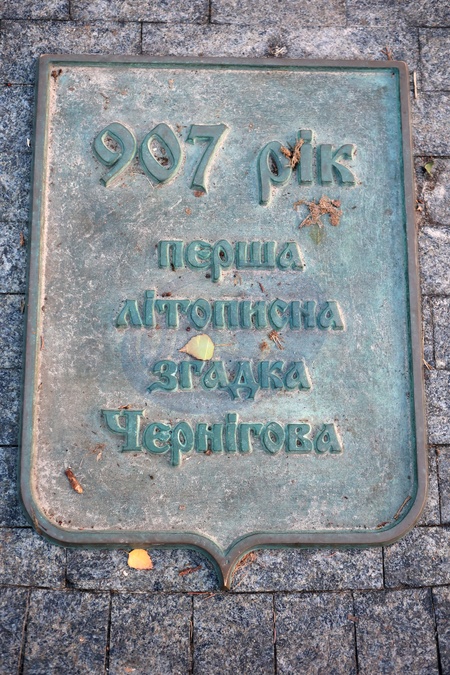 907 рік
перша
літописна
згадка
Чернігова